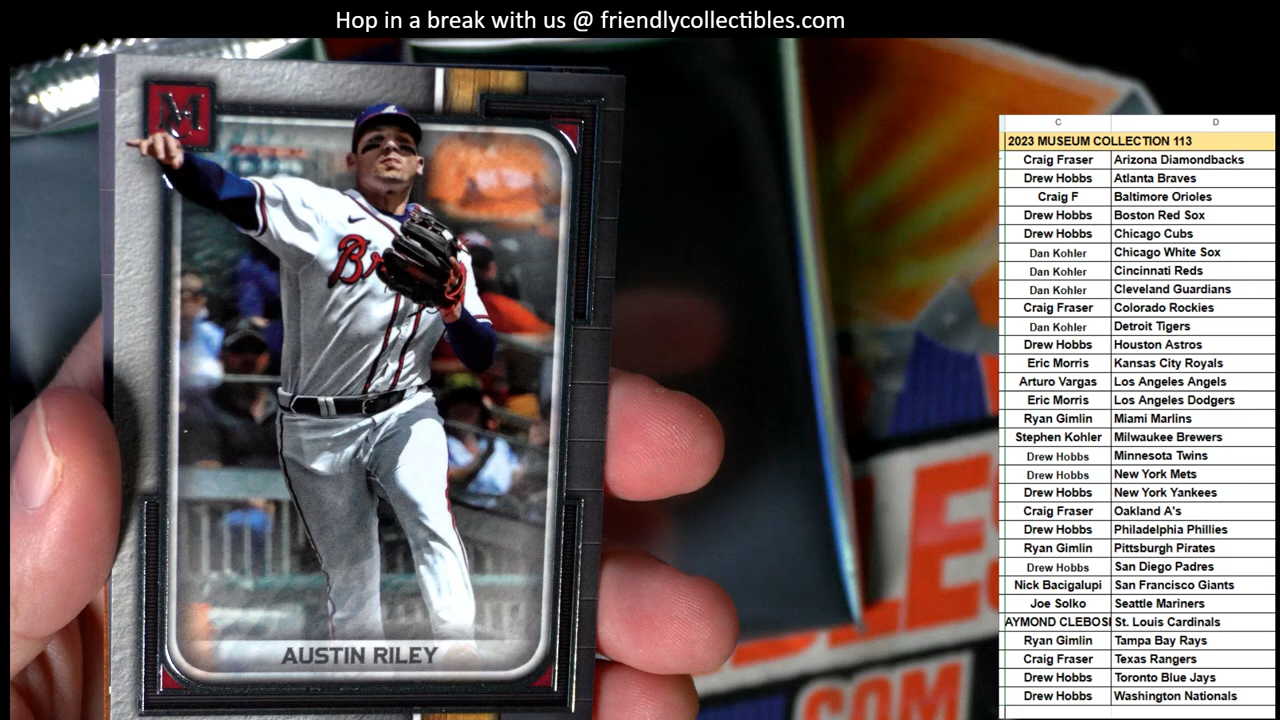 Hop in a break with us @ friendlycollectibles.com
M
Br
AUSTIN RILEY
LE
COM
C D
2023 MUSEUM COLLECTION 113
Craig Fraser Arizona Diamondbacks
Drew Hobbs Atlanta Braves
Craig F Baltimore Orioles
Drew Hobbs Boston Red Sox
Drew Hobbs Chicago Cubs
Dan Kohler Chicago White Sox
Dan Kohler Cincinnati Reds
Dan Kohler Cleveland Guardians
Craig Fraser Colorado Rockies
Dan Kohler Detroit Tigers
Drew Hobbs Houston Astros
Eric Morris Kansas City Royals
Arturo Vargas Los Angeles Angels
Eric Morris Los Angeles Dodgers
Ryan Gimlin Miami Marlins
Stephen Kohler Milwaukee Brewers
Drew Hobbs Minnesota Twins
Drew Hobbs New York Mets
Drew Hobbs New York Yankees
Craig Fraser Oakland A's
Drew Hobbs Philadelphia Phillies
Ryan Gimlin Pittsburgh Pirates
Drew Hobbs San Diego Padres
Nick Bacigalupi San Francisco Giants
Joe Solko Seattle Mariners
AYMOND CLEBOSI St. Louis Cardinals
Ryan Gimlin Tampa Bay Rays
Craig Fraser Texas Rangers
Drew Hobbs Toronto Blue Jays
Drew Hobbs Washington Nationals